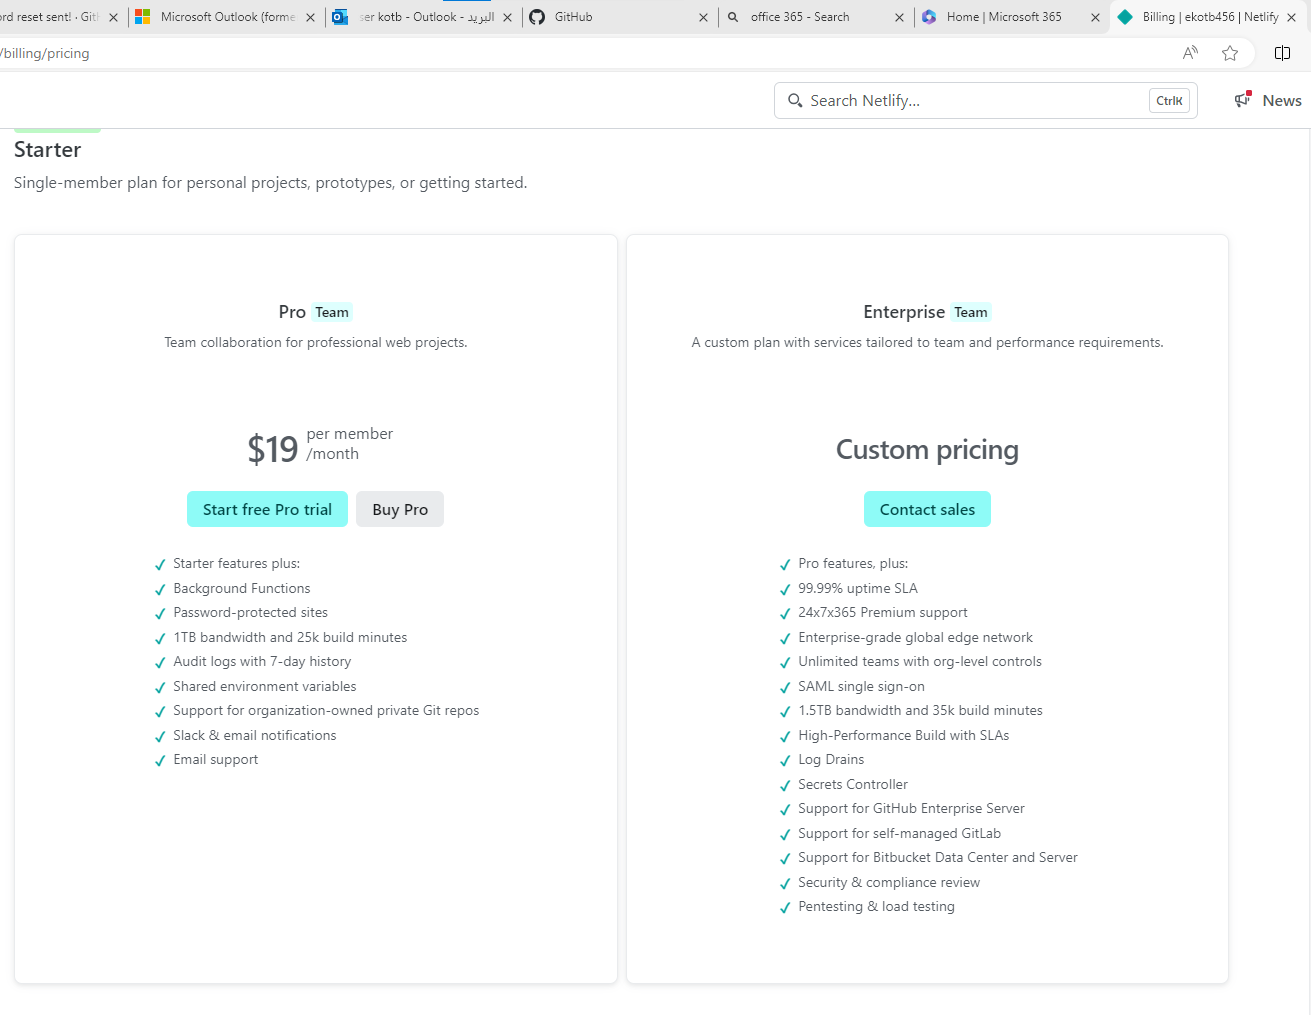 rd reset sent! · Gitl
Microsoft Outlook (forme
ser kotb - Outlook - البريد
GitHub
office 365 - Search
Home | Microsoft 365
Billing | ekotb456 | Netlify
/billing/pricing
Search Netlify...
CtrlK
News
Starter
Single-member plan for personal projects, prototypes, or getting started.
Pro Team
Team collaboration for professional web projects.
$19 per member
/month
Start free Pro trial
Buy Pro
Starter features plus:
Background Functions
Password-protected sites
1TB bandwidth and 25k build minutes
Audit logs with 7-day history
Shared environment variables
Support for organization-owned private Git repos
Slack & email notifications
Email support
Enterprise Team
A custom plan with services tailored to team and performance requirements.
Custom pricing
Contact sales
Pro features, plus:
99.99% uptime SLA
24x7x365 Premium support
Enterprise-grade global edge network
Unlimited teams with org-level controls
SAML single sign-on
1.5TB bandwidth and 35k build minutes
High-Performance Build with SLAs
Log Drains
Secrets Controller
Support for GitHub Enterprise Server
Support for self-managed GitLab
Support for Bitbucket Data Center and Server
Security & compliance review
Pentesting & load testing